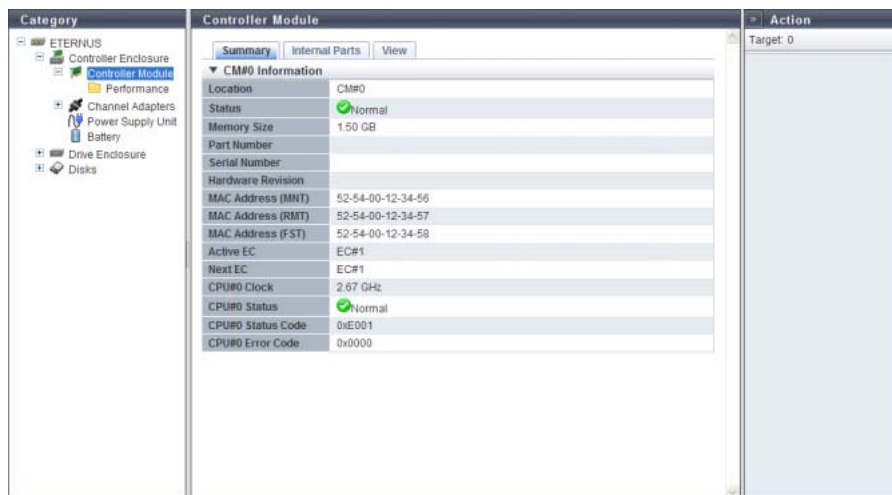 Category
ETERNUS
Controller Enclosure
Controller Module
Performance
Channel Adapters
Power Supply Unit
Battery
Drive Enclosure
Disks
Controller Module
Summary Internal Parts View
CM#0 Information
Location CM#0
Status Normal
Memory Size 1.50 GB
Part Number
Serial Number
Hardware Revision
MAC Address (MNT) 52-54-00-12-34-56
MAC Address (RMT) 52-54-00-12-34-57
MAC Address (FST) 52-54-00-12-34-58
Active EC EC#1
Next EC EC#1
CPU#0 Clock 2.67 GHz
CPU#0 Status Normal
CPU#0 Status Code 0xE001
CPU#0 Error Code 0x0000
» Action
Target: 0